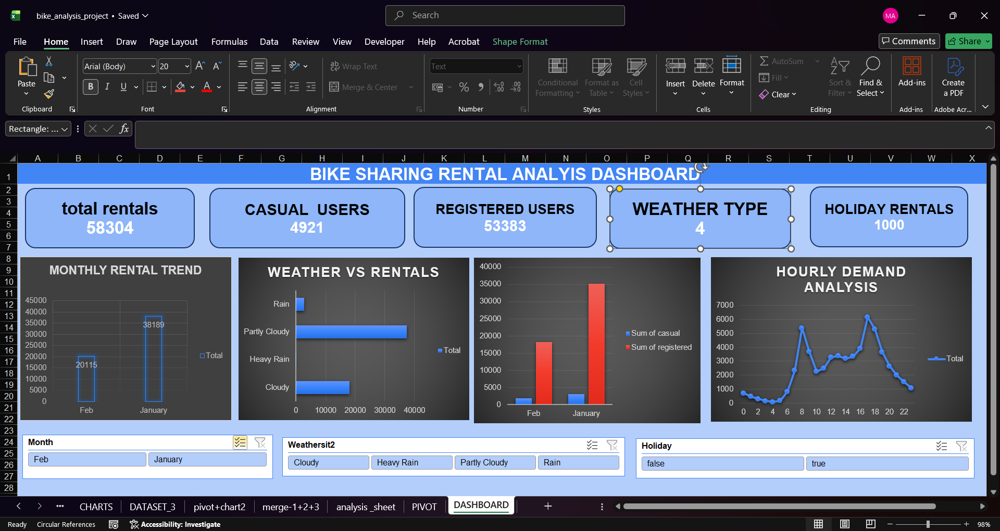 bike_analysis_project • Saved
Search
MA
File Home Insert Draw Page Layout Formulas Data Review View Developer Help Acrobat Shape Format
Comments Share
Paste
Clipboard
Arial (Body) 20
B I U
Font
Wrap Text
Merge & Center
Alignment
Text
Number
Conditional Formatting
Format as Table
Cell Styles
Styles
Insert Delete Format
Cells
AutoSum
Fill
Clear
Sort & Filter
Find & Select
Editing
Add-ins
Add-ins
Create a PDF
Adobe Acr...
Rectangle: ...
fx
A B C D E F G H I J K L M N O P Q R S T U V W X
1
2
3
4
5
6
7
8
9
10
11
12
13
14
15
16
17
18
19
20
21
22
23
24
25
26
27
28
BIKE SHARING RENTAL ANALYIS DASHBOARD
total rentals
58304
CASUAL  USERS
4921
REGISTERED USERS
53383
WEATHER TYPE
4
HOLIDAY RENTALS
1000
MONTHLY RENTAL TREND
45000
40000
35000
30000
25000
20000
15000
10000
5000
0
20115
38189
Feb January
Total
WEATHER VS RENTALS
Rain
Partly Cloudy
Heavy Rain
Cloudy
0 10000 20000 30000 40000
Total
40000
35000
30000
25000
20000
15000
10000
5000
0
Feb January
Sum of casual
Sum of registered
HOURLY DEMAND
ANALYSIS
7000
6000
5000
4000
3000
2000
1000
0
0 2 4 6 8 10 12 14 16 18 20 22
Total
Month
Feb January
Weathersit2
Cloudy Heavy Rain Partly Cloudy Rain
Holiday
false true
CHARTS DATASET_3 pivot+chart2 merge-1+2+3 analysis _sheet PIVOT DASHBOARD
Ready Circular References Accessibility: Investigate
98%